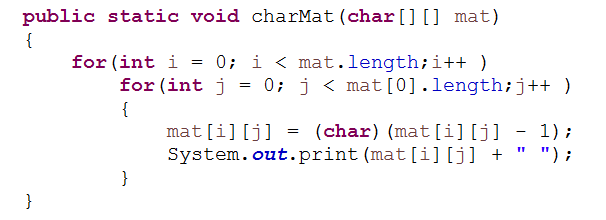 public static void charMat(char[][] mat)
{
for(int i = 0; i < mat.length;i++ )
for(int j = 0; j < mat[0].length;j++ )
{
mat[i][j] = (char)(mat[i][j] - 1);
System.out.print(mat[i][j] + " ");
}
}